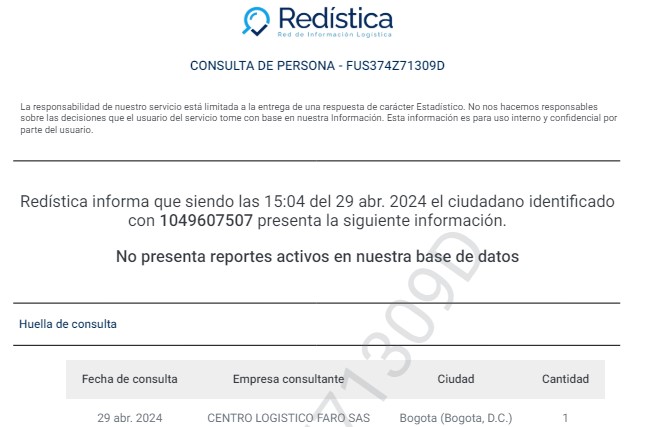 Redística
Red de Información Logística
CONSULTA DE PERSONA - FUS374Z71309D
La responsabilidad de nuestro servicio está limitada a la entrega de una respuesta de carácter Estadístico. No nos hacemos responsables
sobre las decisiones que el usuario del servicio tome con base en nuestra Información. Esta información es para uso interno y confidencial por
parte del usuario.
Redística informa que siendo las 15:04 del 29 abr. 2024 el ciudadano identificado
con 1049607507 presenta la siguiente información.
No presenta reportes activos en nuestra base de datos
Huella de consulta
Fecha de consulta Empresa consultante Ciudad Cantidad
29 abr. 2024 CENTRO LOGISTICO FARO SAS Bogota (Bogota, D.C.) 1
71309D